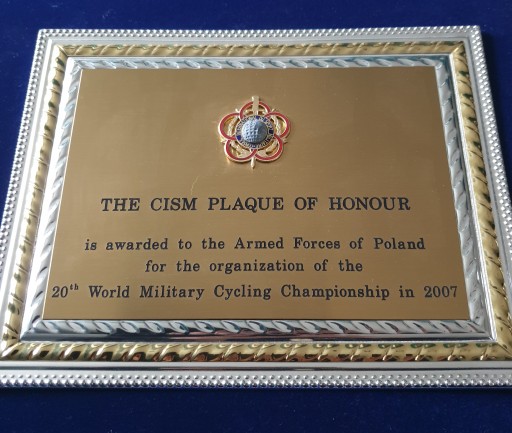 THE CISM PLAQUE OF HONOUR
is awarded to the Armed Forces of Poland
for the organization of the
20th World Military Cycling Championship in 2007